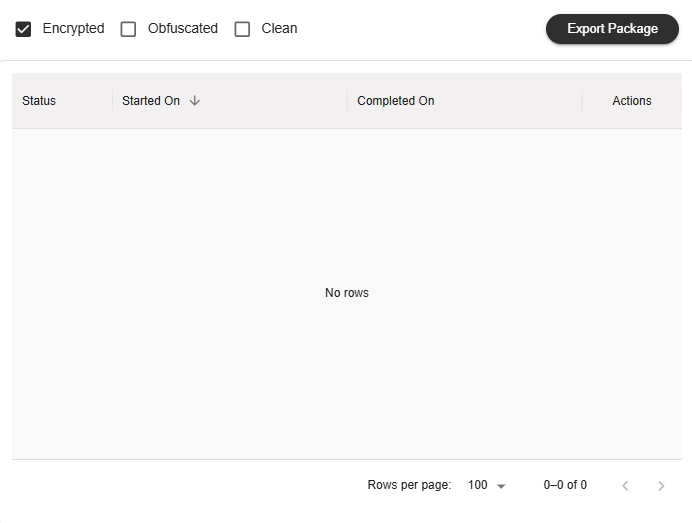 Encrypted Obfuscated Clean Export Package
Status Started On Completed On Actions
No rows
Rows per page: 100 0–0 of 0